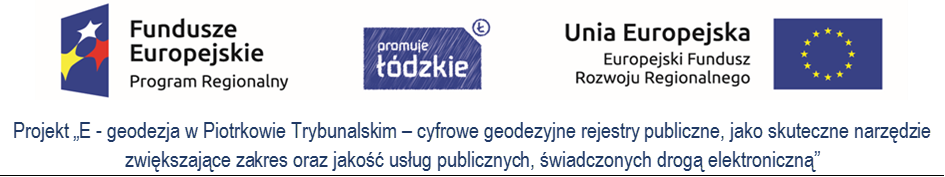 Fundusze
Europejskie
Program Regionalny
promuje
łódzkie
Ł
Unia Europejska
Europejski Fundusz
Rozwoju Regionalnego
Projekt „E - geodezja w Piotrkowie Trybunalskim – cyfrowe geodezyjne rejestry publiczne, jako skuteczne narzędzie
zwiększające zakres oraz jakość usług publicznych, świadczonych drogą elektroniczną”